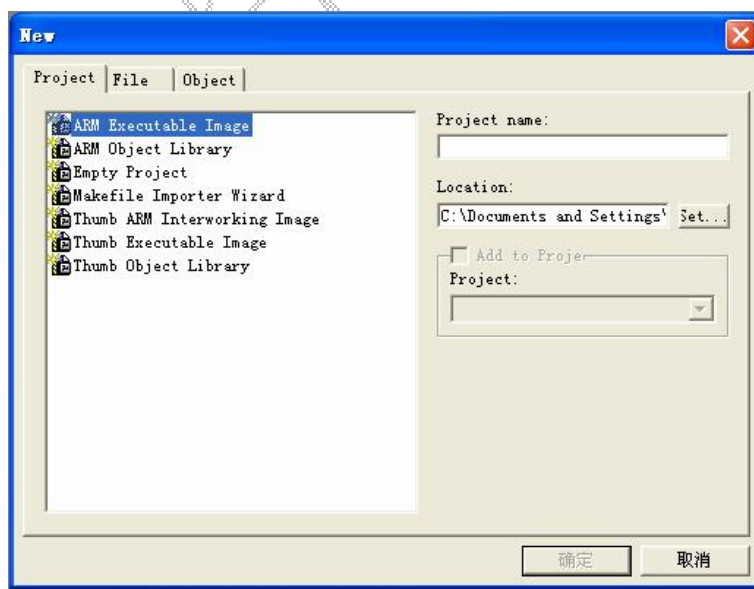 New
Project File Object
ARM Executable Image
ARM Object Library
Empty Project
Makefile Importer Wizard
Thumb ARM Interworking Image
Thumb Executable Image
Thumb Object Library
Project name:
Location:
C:\Documents and Settings\ Set...
Add to Proje
Project:
确定 取消